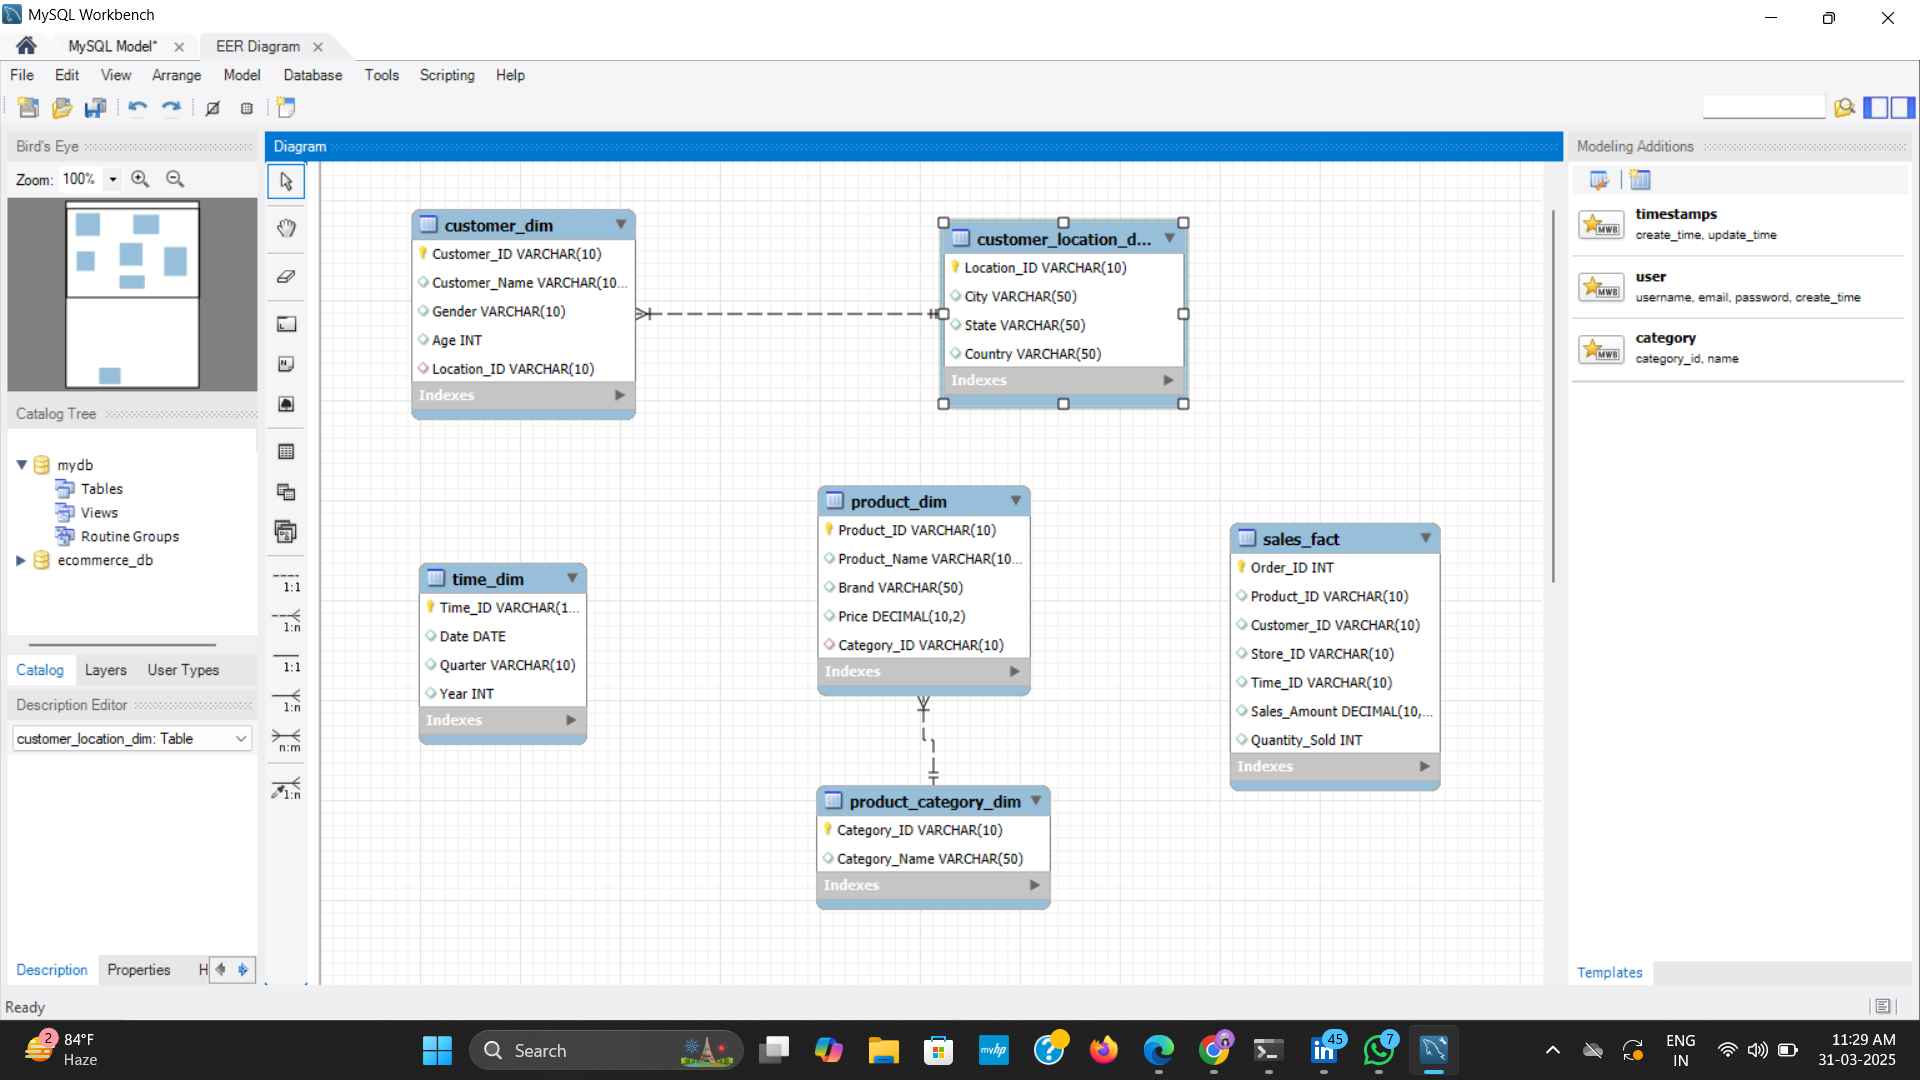 MySQL Workbench
MySQL Model*
EER Diagram
File Edit View Arrange Model Database Tools Scripting Help
Bird's Eye
Zoom: 100%
Catalog Tree
mydb
Tables
Views
Routine Groups
ecommerce_db
Catalog Layers User Types
Description Editor
customer_location_dim: Table
Description Properties H
Ready
Diagram
1:1
1:n
1:1
1:n
n:m
1:n
customer_dim
Customer_ID VARCHAR(10)
Customer_Name VARCHAR(10...
Gender VARCHAR(10)
Age INT
Location_ID VARCHAR(10)
Indexes
customer_location_d...
Location_ID VARCHAR(10)
City VARCHAR(50)
State VARCHAR(50)
Country VARCHAR(50)
Indexes
time_dim
Time_ID VARCHAR(1...
Date DATE
Quarter VARCHAR(10)
Year INT
Indexes
product_dim
Product_ID VARCHAR(10)
Product_Name VARCHAR(10...
Brand VARCHAR(50)
Price DECIMAL(10,2)
Category_ID VARCHAR(10)
Indexes
product_category_dim
Category_ID VARCHAR(10)
Category_Name VARCHAR(50)
Indexes
sales_fact
Order_ID INT
Product_ID VARCHAR(10)
Customer_ID VARCHAR(10)
Store_ID VARCHAR(10)
Time_ID VARCHAR(10)
Sales_Amount DECIMAL(10,...
Quantity_Sold INT
Indexes
Modeling Additions
MWB
timestamps
create_time, update_time
MWB
user
username, email, password, create_time
MWB
category
category_id, name
Templates
2
84°F
Haze
Search
myhp
45
7
ENG
IN
11:29 AM
31-03-2025